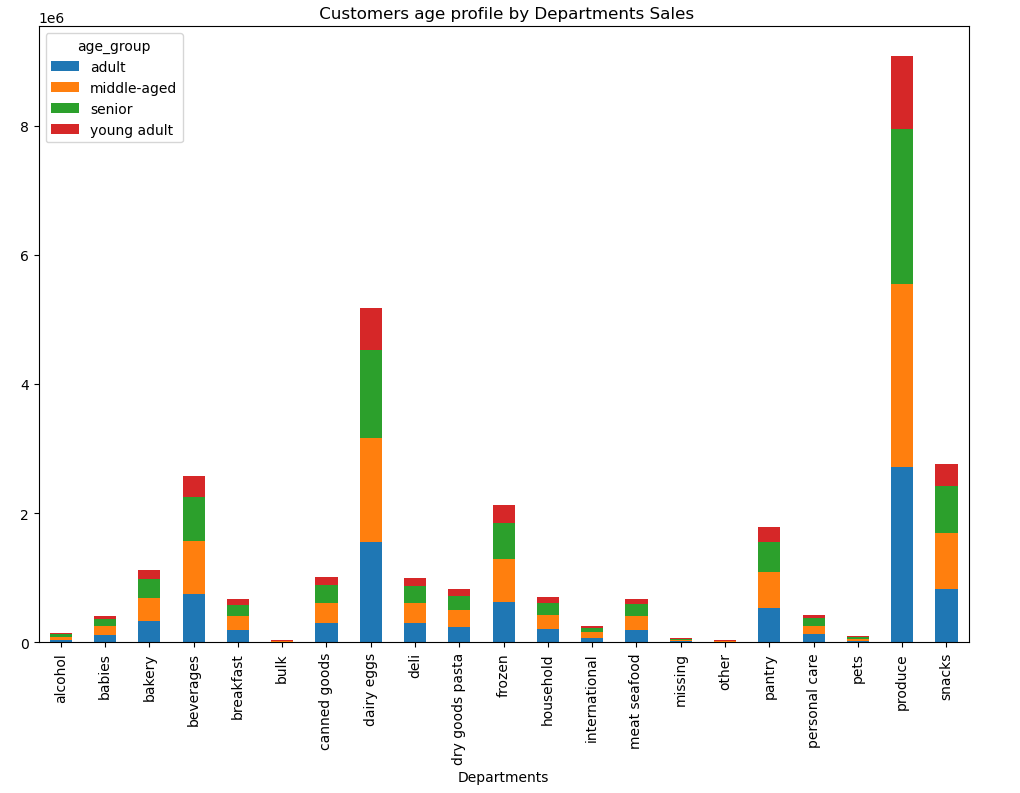 Customers age profile by Departments Sales
1e6
age_group
adult
middle-aged
senior
young adult
8
6
4
2
0
alcohol
babies
bakery
beverages
breakfast
bulk
canned goods
dairy eggs
deli
dry goods pasta
frozen
household
international
meat seafood
missing
other
pantry
personal care
pets
produce
snacks
Departments